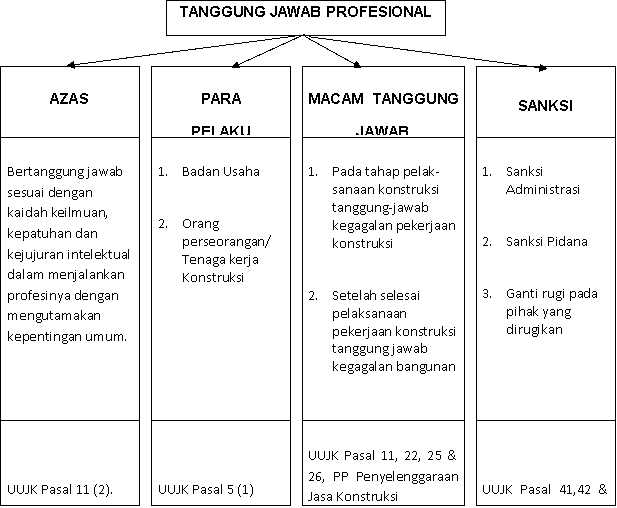 TANGGUNG JAWAB PROFESIONAL
AZAS
Bertanggung jawab
sesuai dengan
kaidah keilmuan,
kepatuhan dan
kejujuran intelektual
dalam menjalankan
profesinya dengan
mengutamakan
kepentingan umum.
UUJK Pasal 11 (2).
PARA
PELAKU
1. Badan Usaha
2. Orang
perseorangan/
Tenaga kerja
Konstruksi
UUJK Pasal 5 (1)
MACAM TANGGUNG
JAWAB
1. Pada tahap pelak-
sanaan konstruksi
tanggung-jawab
kegagalan pekerjaan
konstruksi
2. Setelah selesai
pelaksanaan
pekerjaan konstruksi
tanggung jawab
kegagalan bangunan
UUJK Pasal 11, 22, 25 &
26, PP Penyelenggaraan
Jasa Konstruksi
SANKSI
1. Sanksi
Administrasi
2. Sanksi Pidana
3. Ganti rugi pada
pihak yang
dirugikan
UUJK Pasal 41,42 &